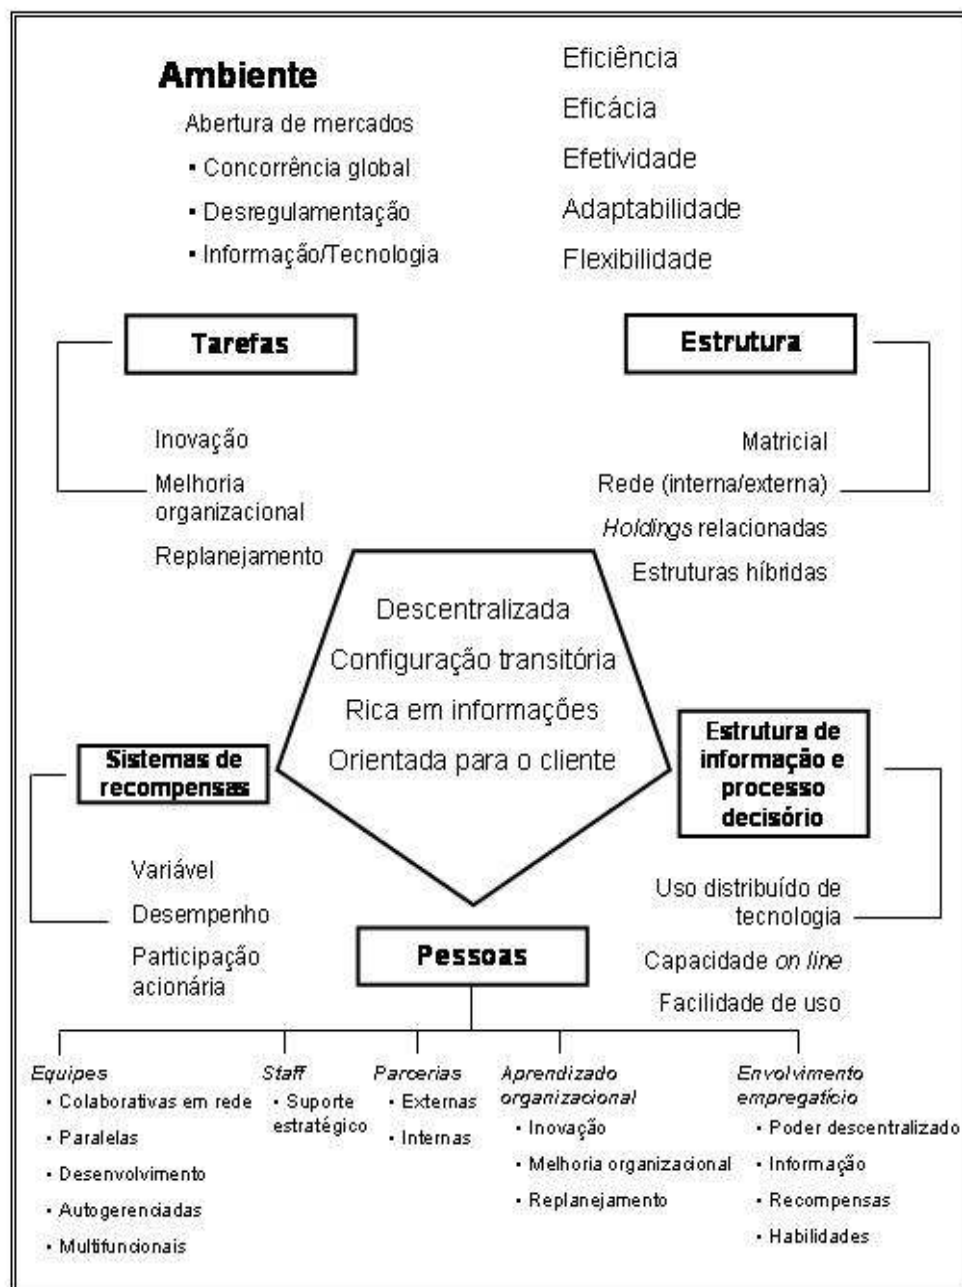 Ambiente
Abertura de mercados
▪ Concorrência global
▪ Desregulamentação
▪ Informação/Tecnologia
Eficiência
Eficácia
Efetividade
Adaptabilidade
Flexibilidade
Tarefas
Inovação
Melhoria
organizacional
Replanejamento
Estrutura
Matricial
Rede (interna/externa)
Holdings relacionadas
Estruturas híbridas
Descentralizada
Configuração transitória
Rica em informações
Orientada para o cliente
Sistemas de
recompensas
Variável
Desempenho
Participação
acionária
Estrutura de
informação e
processo
decisório
Uso distribuído de
tecnologia
Capacidade on line
Facilidade de uso
Pessoas
Equipes
• Colaborativas em rede
• Paralelas
• Desenvolvimento
• Autogerenciadas
• Multifuncionais
Staff
• Suporte
estratégico
Parcerias
• Externas
• Internas
Aprendizado
organizacional
• Inovação
• Melhoria organizacional
• Replanejamento
Envolvimento
empregatício
• Poder descentralizado
• Informação
• Recompensas
• Habilidades